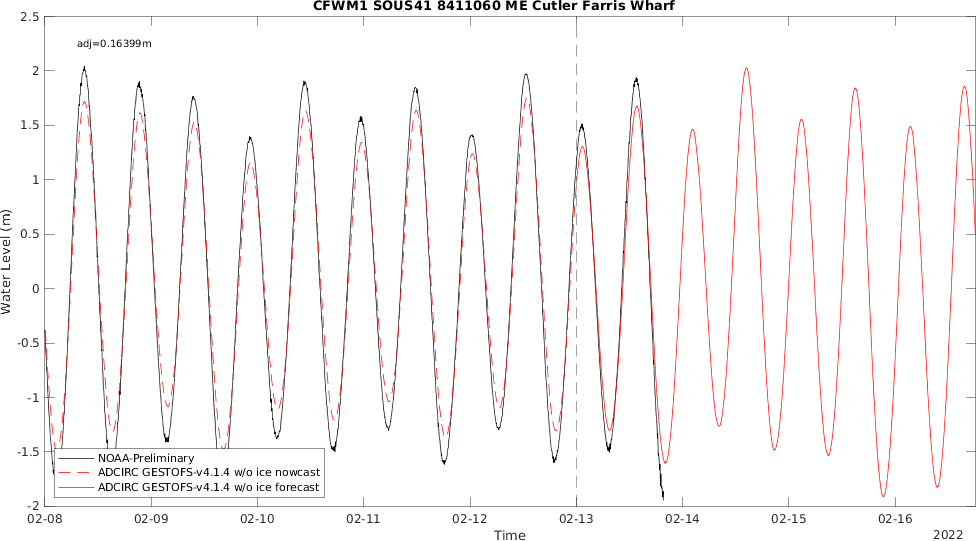 CFWM1 SOUS41 8411060 ME Cutler Farris Wharf
2.5
adj=0.16399m
2
1.5
1
0.5
0
-0.5
-1
-1.5
-2
Water Level (m)
NOAA-Preliminary
ADCIRC GESTOFS-v4.1.4 w/o ice nowcast
ADCIRC GESTOFS-v4.1.4 w/o ice forecast
02-08 02-09 02-10 02-11 02-12 02-13 02-14 02-15 02-16
Time
2022